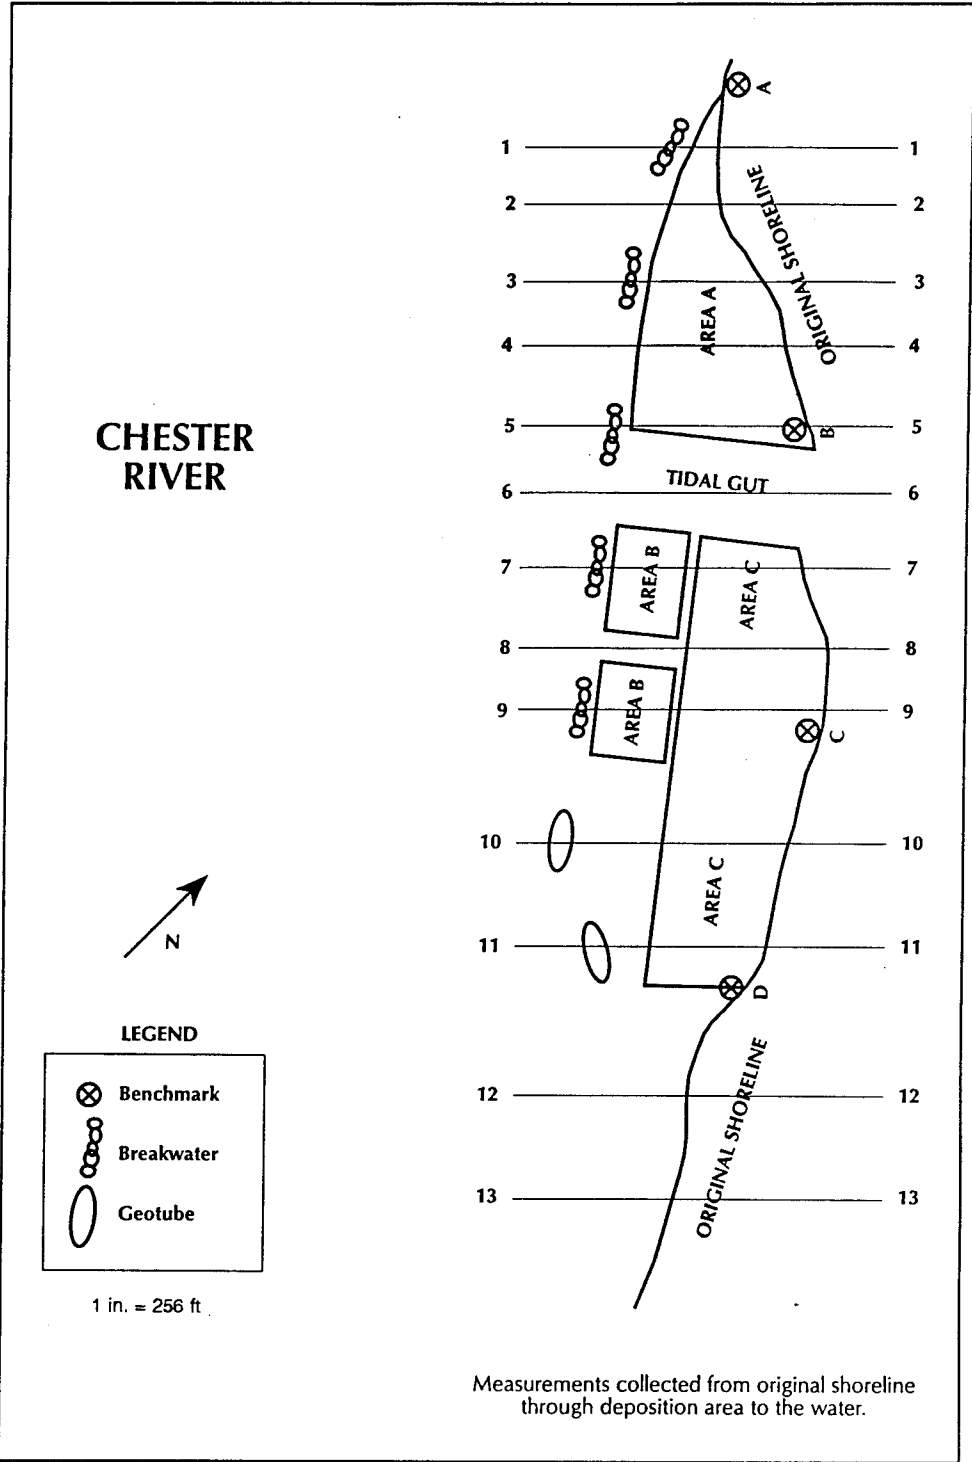 A
1 1
2 2
ORIGINAL SHORELINE
3 3
AREA A
4 4
5 5
B
CHESTER
RIVER
TIDAL GUT
6 6
7 7
AREA B
AREA C
8 8
AREA B
9 9
C
10 10
AREA C
N
11 11
D
LEGEND
Benchmark
Breakwater
Geotube
12 12
ORIGINAL SHORELINE
13 13
1 in. = 256 ft
Measurements collected from original shoreline
through deposition area to the water.